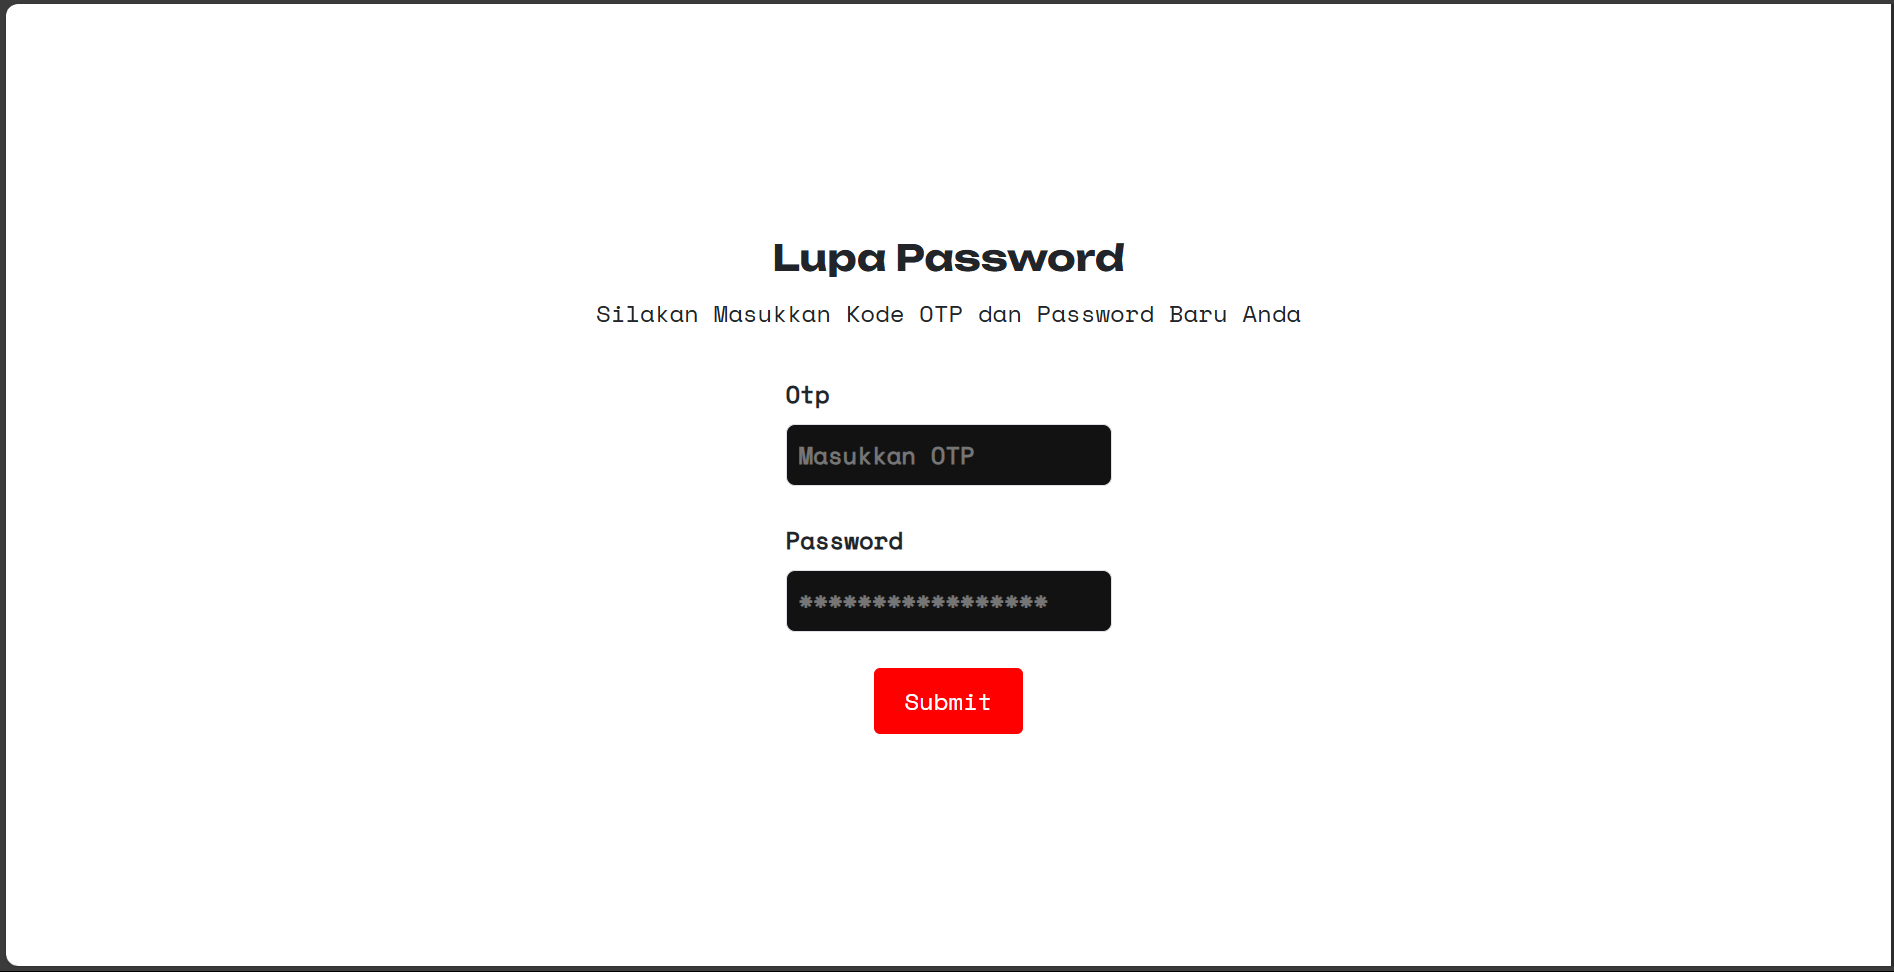 Lupa Password
Silakan Masukkan Kode OTP dan Password Baru Anda
Otp
Masukkan OTP
Password
*****************
Submit